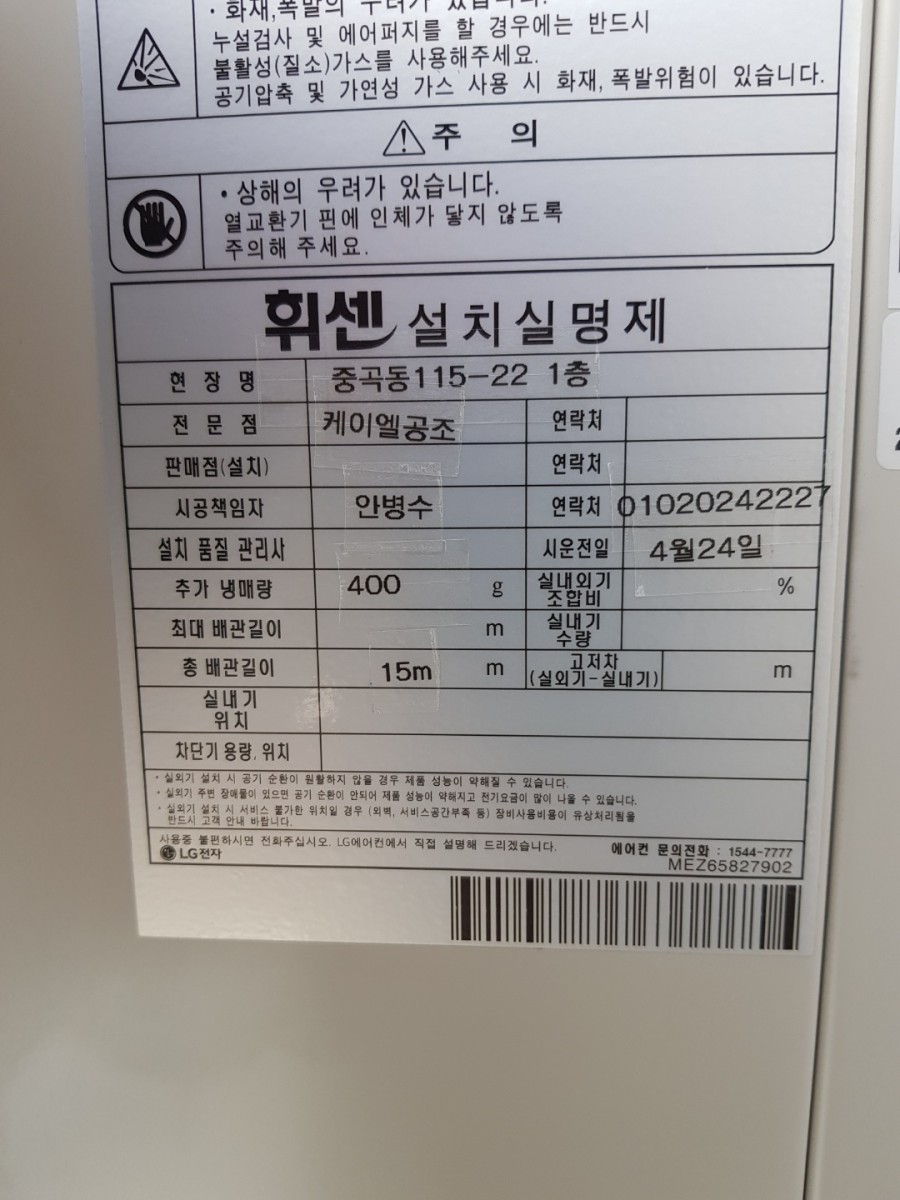 · 화재,폭발의 우려가 있습니다.
누설검사 및 에어퍼지를 할 경우에는 반드시
불활성(질소)가스를 사용해주세요.
공기압축 및 가연성 가스 사용 시 화재, 폭발위험이 있습니다.
주 의
· 상해의 우려가 있습니다.
열교환기 핀에 인체가 닿지 않도록
주의해 주세요.
휘센 설치실명제
현 장 명 중곡동115-22 1층
전 문 점 케이엘공조 연락처
판매점(설치) 연락처
시공책임자 안병수 연락처 01020242227
설치 품질 관리사 시운전일 4월24일
추가 냉매량 400 g 실내외기 조합비 %
최대 배관길이 m 실내기 수량
총 배관길이 15m m 고저차 (실외기-실내기) m
실내기
위치
차단기 용량, 위치
· 실외기 설치 시 공기 순환이 원활하지 않을 경우 제품 성능이 약해질 수 있습니다.
· 실외기 주변 장애물이 있으면 공기 순환이 안되어 제품 성능이 약해지고 전기요금이 많이 나올 수 있습니다.
· 실외기 설치 시 서비스 불가한 위치일 경우 (외벽, 서비스공간부족 등) 장비사용비용이 유상처리됨을
반드시 고객 안내 바랍니다.
사용중 불편하시면 전화주십시오. LG에어컨에서 직접 설명해 드리겠습니다. 에어컨 문의전화 : 1544-7777
LG전자 MEZ65827902